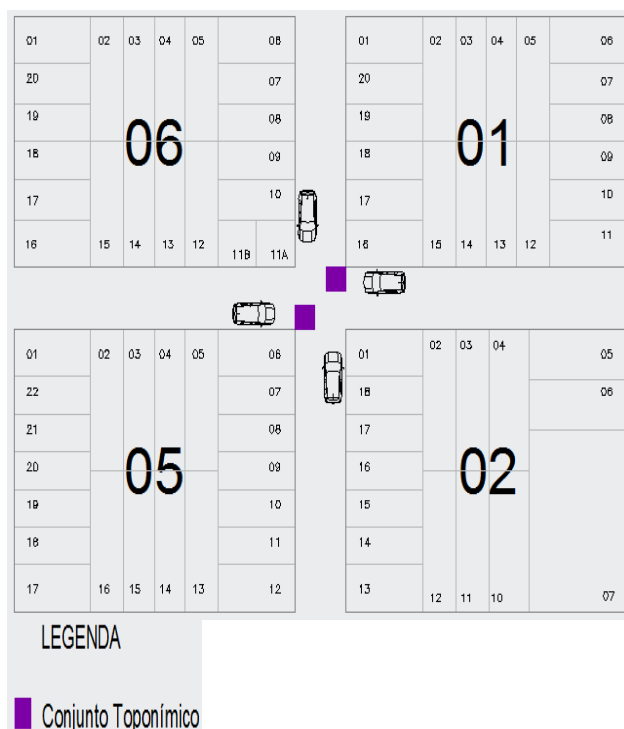 01 02 03 04 05 06
20 07
19 08
06
18 09
17 10
16 15 14 13 12 11B 11A
01 02 03 04 05 06
20 07
19 08
01
18 09
17 10
16 15 14 13 12 11
01 02 03 04 05 06
22 07
21 08
20 09
05
19 10
18 11
17 16 15 14 13 12
01 02 03 04 05
18 06
17
16
02
15
14
13 12 11 10 07
LEGENDA
Conjunto Toponímico